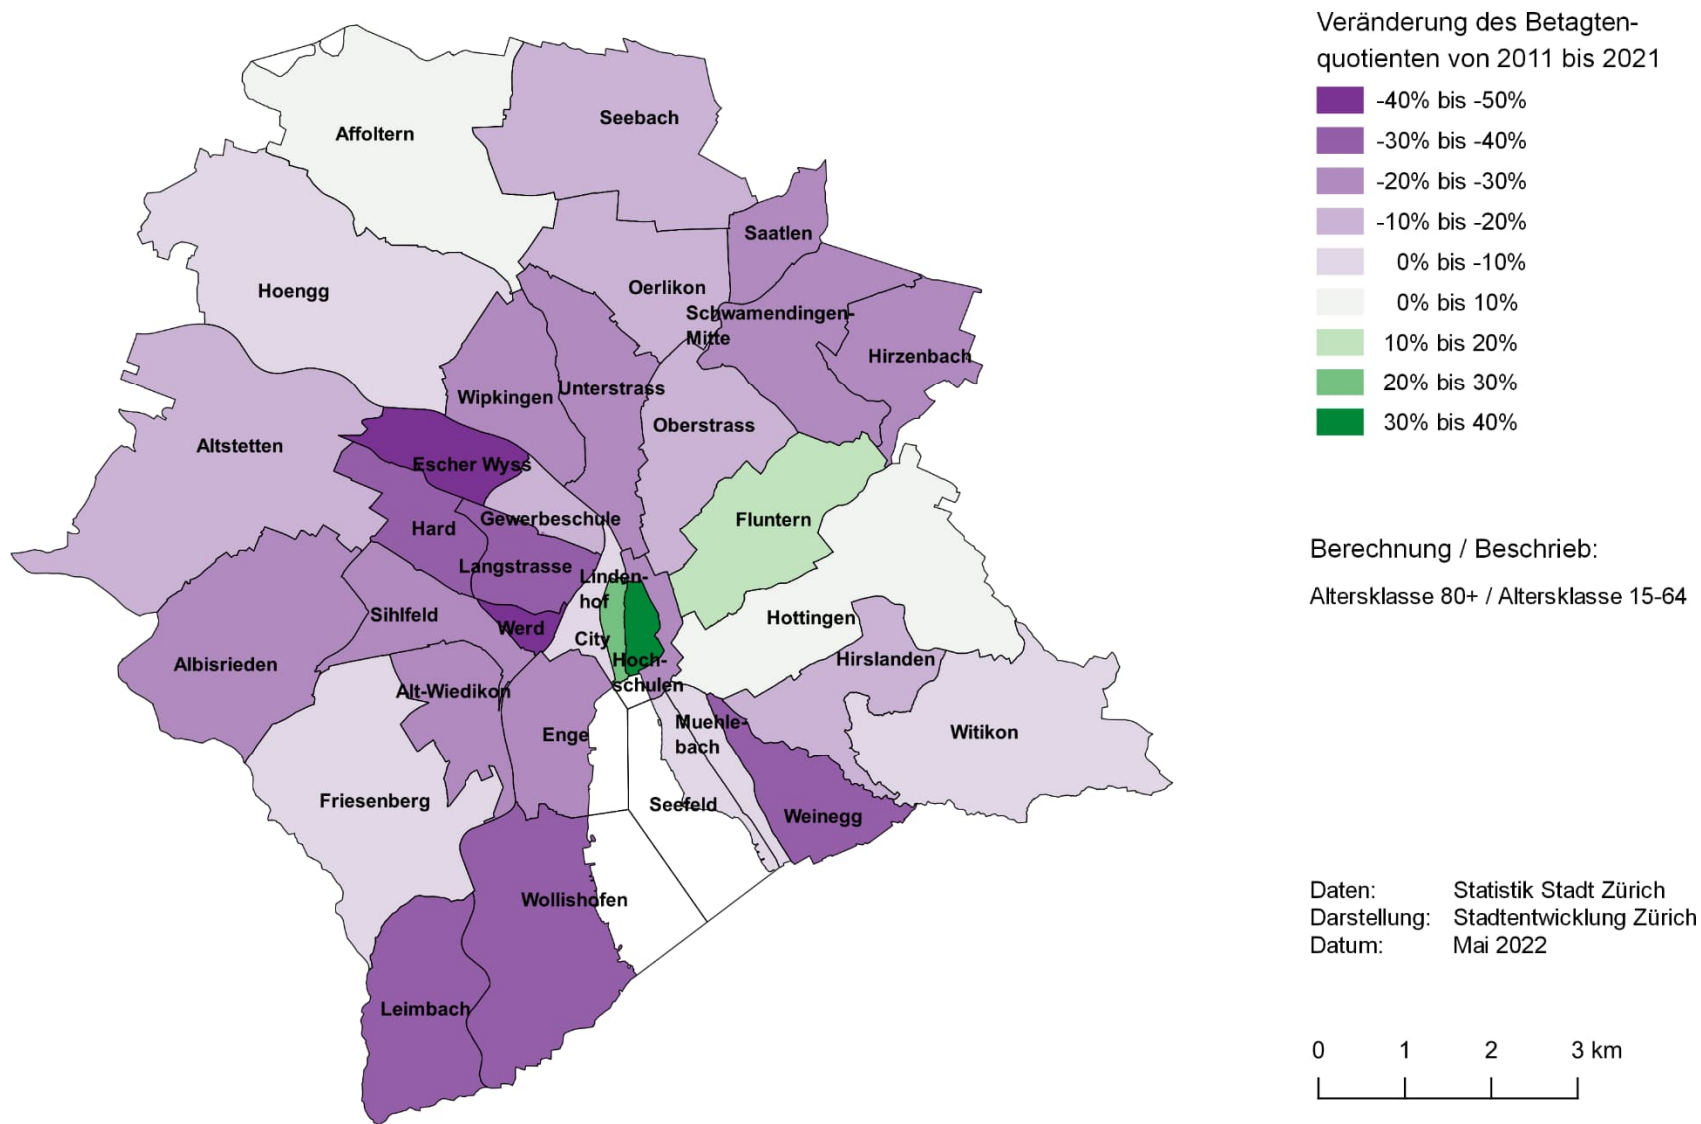 Veränderung des Betagten-
quotienten von 2011 bis 2021
-40% bis -50%
-30% bis -40%
-20% bis -30%
-10% bis -20%
0% bis -10%
0% bis 10%
10% bis 20%
20% bis 30%
30% bis 40%
Berechnung / Beschrieb:
Altersklasse 80+ / Altersklasse 15-64
Daten: Statistik Stadt Zürich
Darstellung: Stadtentwicklung Zürich
Datum: Mai 2022
0 1 2 3 km
Affoltern
Seebach
Saatlen
Hoengg
Oerlikon
Schwamendingen-
Mitte
Hirzenbach
Wipkingen
Unterstrass
Oberstrass
Altstetten
Escher Wyss
Gewerbeschule
Fluntern
Hard
Langstrasse
Linden-
hof
Sihlfeld
Werd
City
Hottingen
Albisrieden
Hoch-
schulen
Hirslanden
Alt-Wiedikon
Enge
Muehle-
bach
Witikon
Friesenberg
Seefeld
Weinegg
Wollishofen
Leimbach